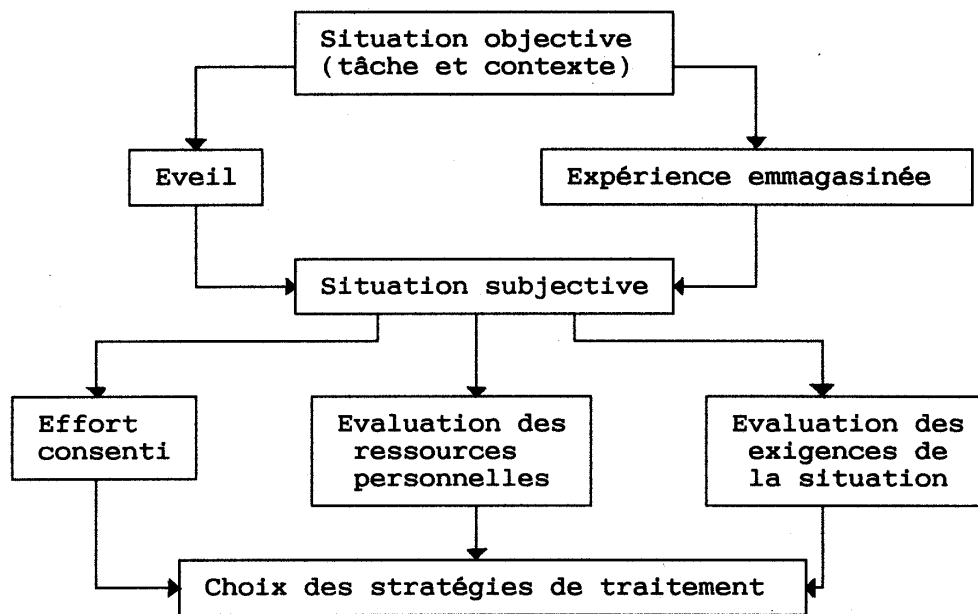 Situation objective
(tâche et contexte)
Eveil
Expérience emmagasinée
Situation subjective
Effort
consenti
Evaluation des
ressources
personnelles
Evaluation des
exigences de
la situation
Choix des stratégies de traitement